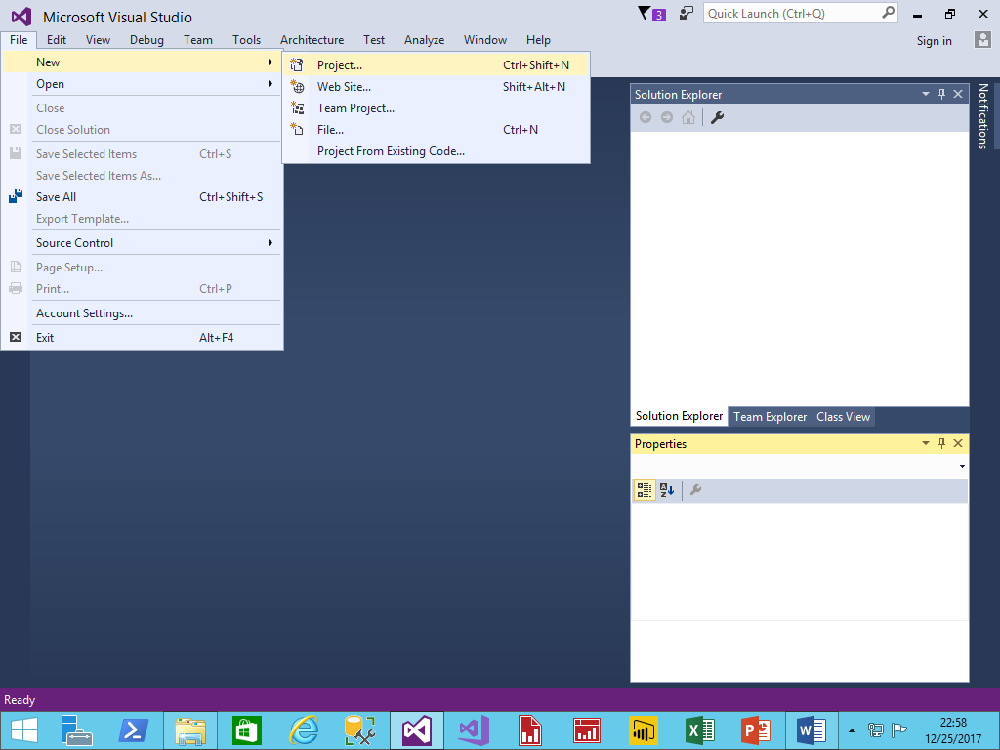 Microsoft Visual Studio
3
Quick Launch (Ctrl+Q)
File Edit View Debug Team Tools Architecture Test Analyze Window Help
Sign in
New
Open
Close
Close Solution
Save Selected Items Ctrl+S
Save Selected Items As...
Save All Ctrl+Shift+S
Export Template...
Source Control
Page Setup...
Print... Ctrl+P
Account Settings...
Exit Alt+F4
Project... Ctrl+Shift+N
Web Site... Shift+Alt+N
Team Project...
File... Ctrl+N
Project From Existing Code...
Solution Explorer
Notifications
Solution Explorer Team Explorer Class View
Properties
Ready
22:58
12/25/2017